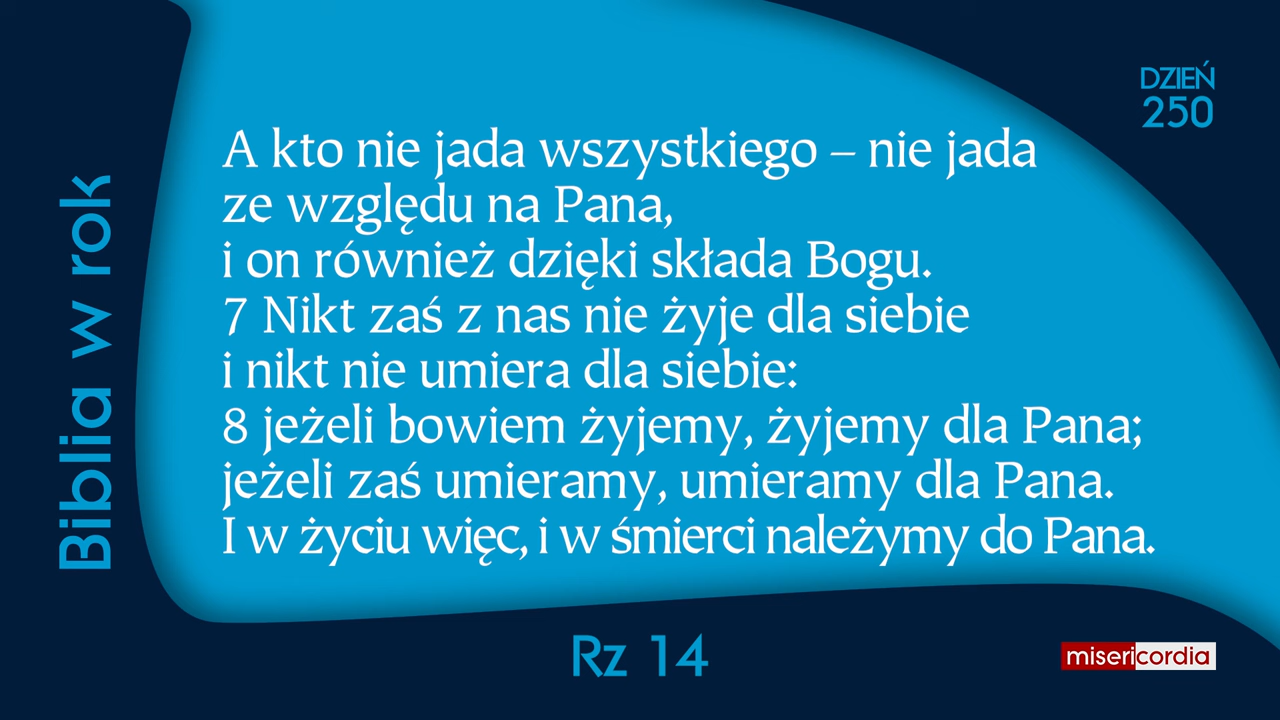 DZIEŃ
250
A kto nie jada wszystkiego – nie jada
ze względu na Pana,
i on również dzięki składa Bogu.
7 Nikt zaś z nas nie żyje dla siebie
i nikt nie umiera dla siebie:
8 jeżeli bowiem żyjemy, żyjemy dla Pana;
jeżeli zaś umieramy, umieramy dla Pana.
I w życiu więc, i w śmierci należymy do Pana.
Biblia w rok
Rz 14
misericordia